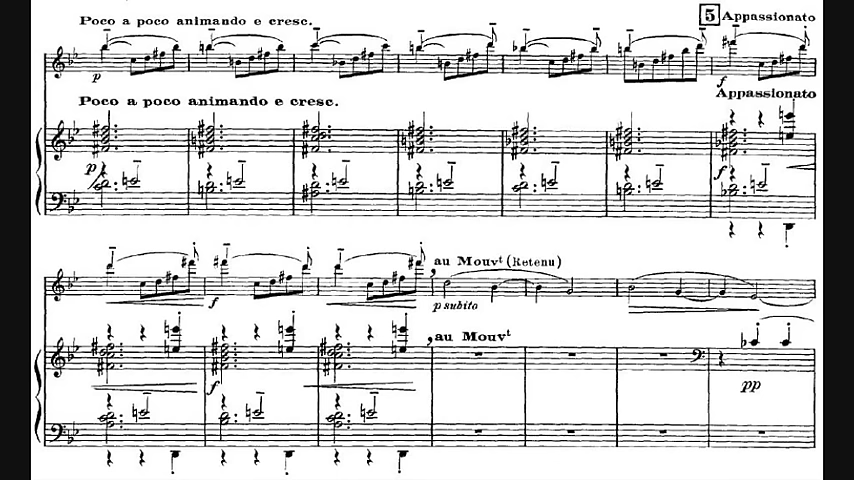 Poco a poco animando e cresc.
5 Appassionato
p
f
Poco a poco animando e cresc.
Appassionato
p
f
au Mouvt (Retenu)
f
p subito
au Mouvt
f
pp